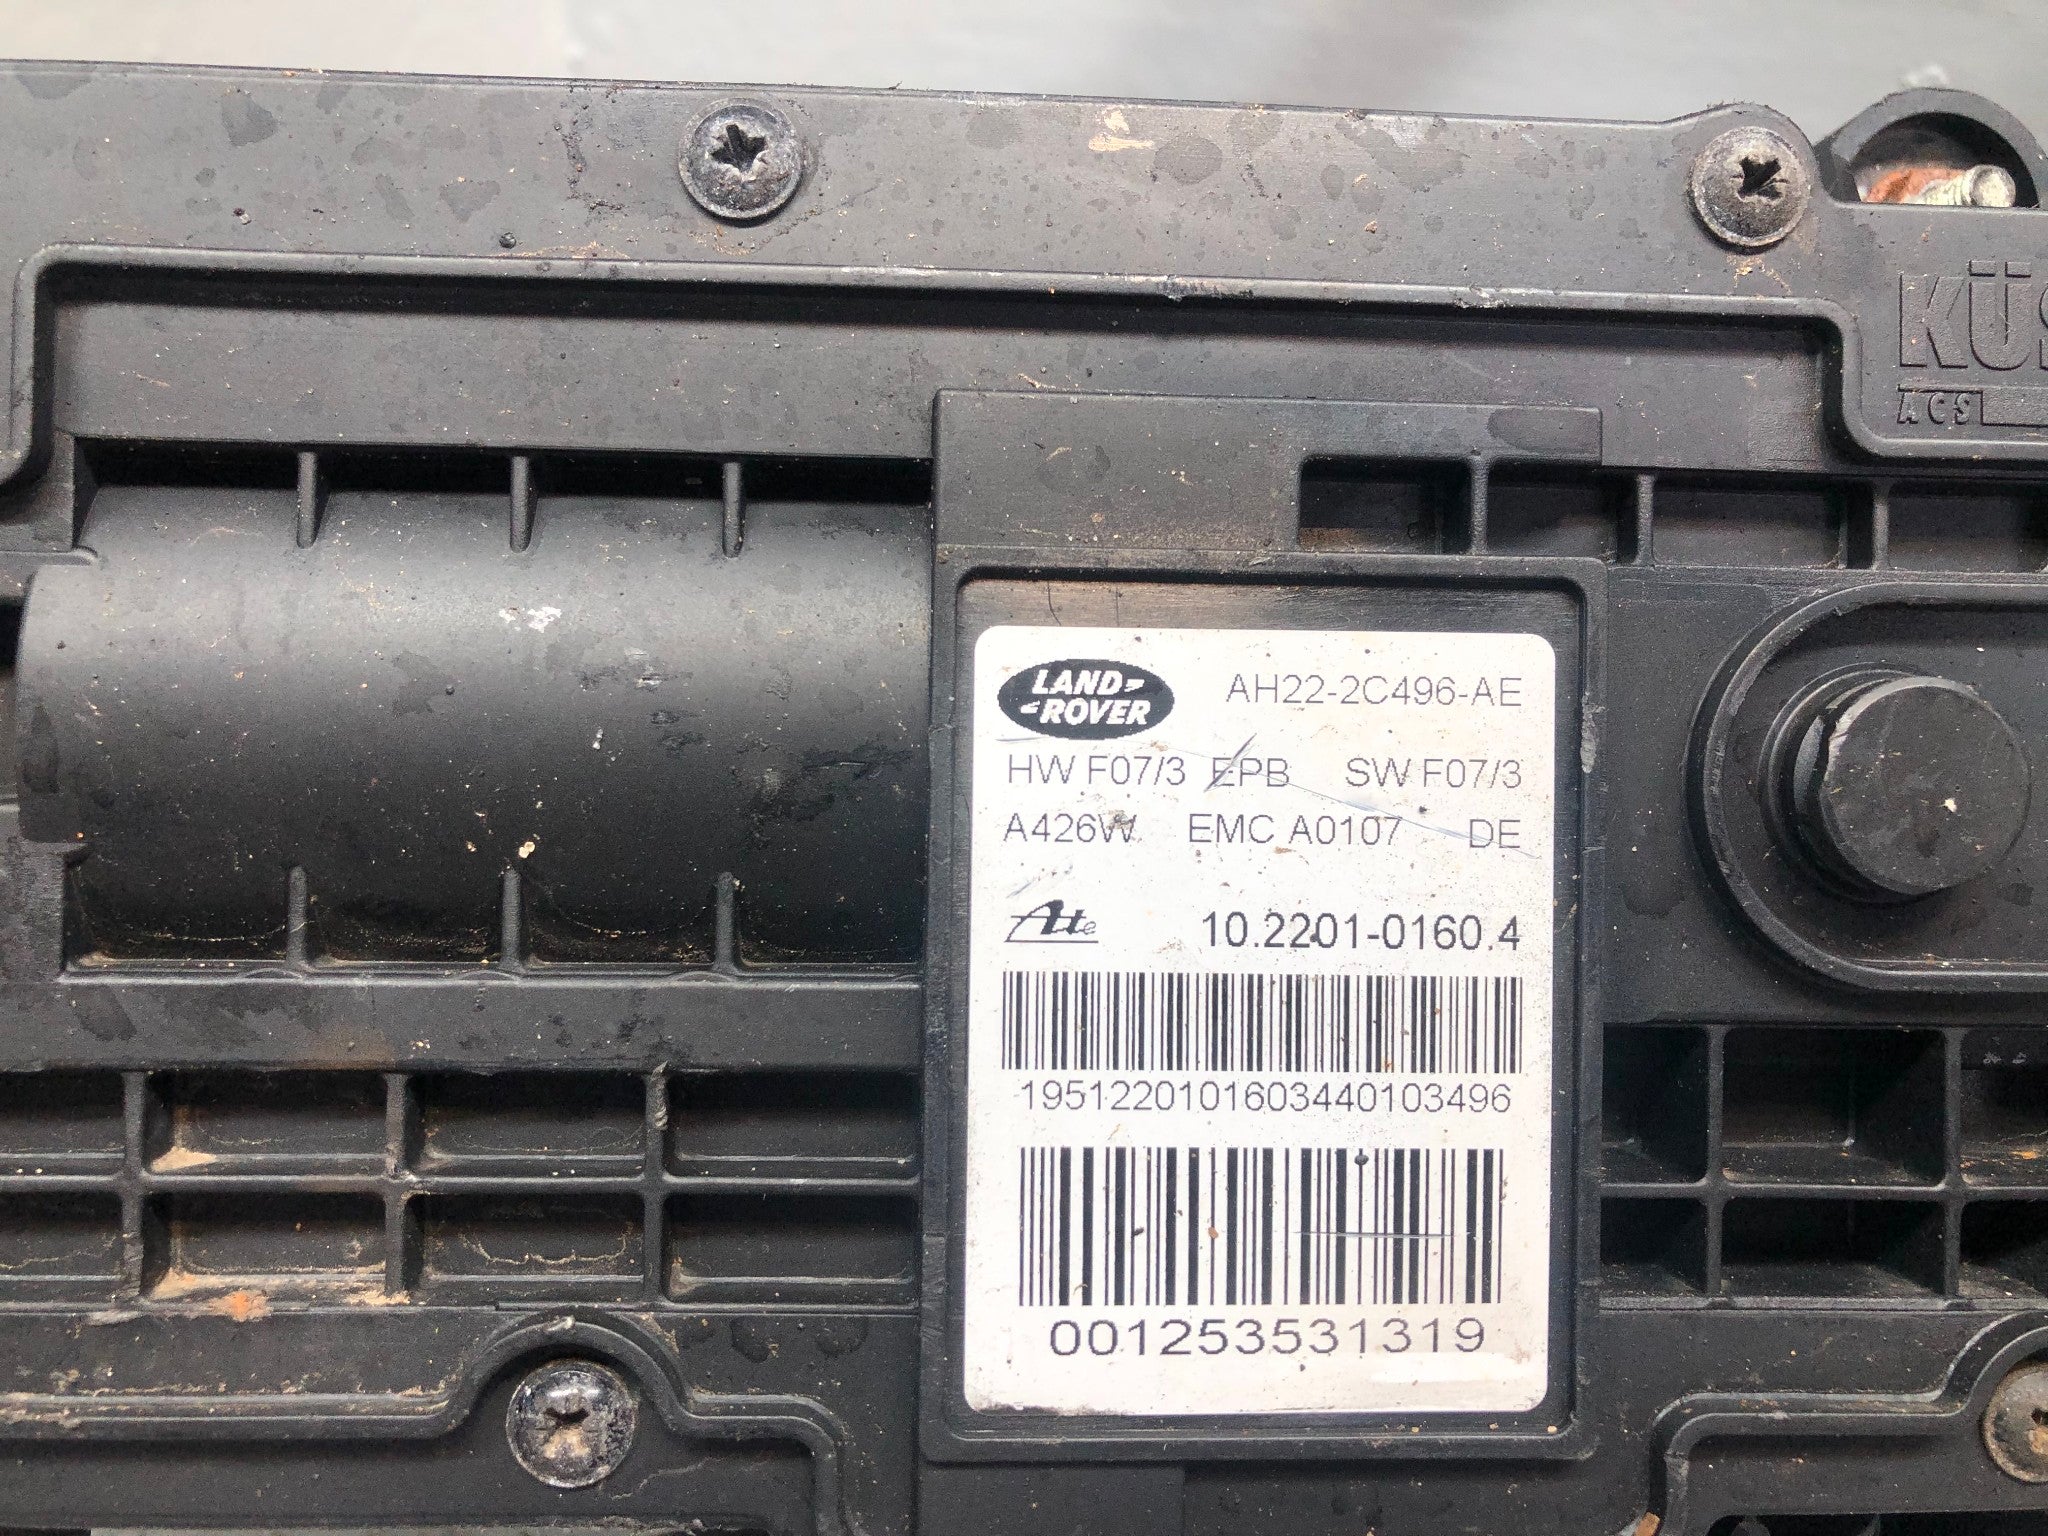 KÜS
ACS
LAND
ROVER
AH22-2C496-AE
HW F07/3 EPB SW F07/3
A426W EMC A0107 DE
Ate 10.2201-0160.4
1951220101603440103496
001253531319